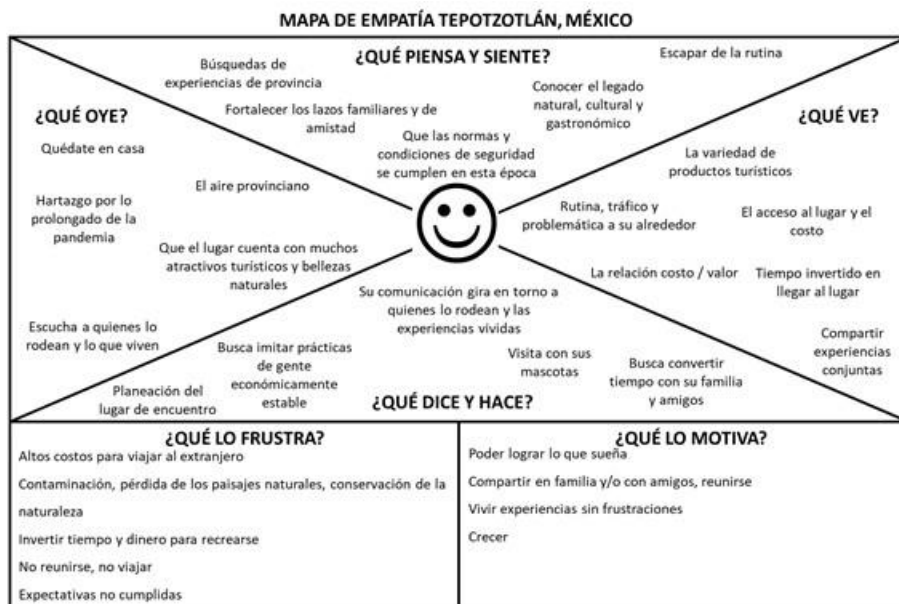 MAPA DE EMPATÍA TEPOTZOTLÁN, MÉXICO
¿QUÉ PIENSA Y SIENTE?
Búsquedas de
experiencias de provincia
Escapar de la rutina
Fortalecer los lazos familiares y de
amistad
Conocer el legado
natural, cultural y
gastronómico
Que las normas y
condiciones de seguridad
se cumplen en esta época
¿QUÉ OYE?
Quédate en casa
El aire provinciano
Hartazgo por lo
prolongado de la
pandemia
Que el lugar cuenta con muchos
atractivos turísticos y bellezas
naturales
Escucha a quienes lo
rodean y lo que viven
¿QUÉ VE?
La variedad de
productos turísticos
Rutina, tráfico y
problemática a su alrededor
El acceso al lugar y el
costo
La relación costo / valor
Tiempo invertido en
llegar al lugar
Compartir
experiencias
conjuntas
Su comunicación gira en torno a
quienes lo rodean y las
experiencias vividas
Busca imitar prácticas
de gente
económicamente
estable
Visita con sus
mascotas
Busca convertir
tiempo con su familia
y amigos
Planeación del
lugar de encuentro
¿QUÉ DICE Y HACE?
¿QUÉ LO FRUSTRA?
Altos costos para viajar al extranjero
Contaminación, pérdida de los paisajes naturales, conservación de la
naturaleza
Invertir tiempo y dinero para recrearse
No reunirse, no viajar
Expectativas no cumplidas
¿QUÉ LO MOTIVA?
Poder lograr lo que sueña
Compartir en familia y/o con amigos, reunirse
Vivir experiencias sin frustraciones
Crecer